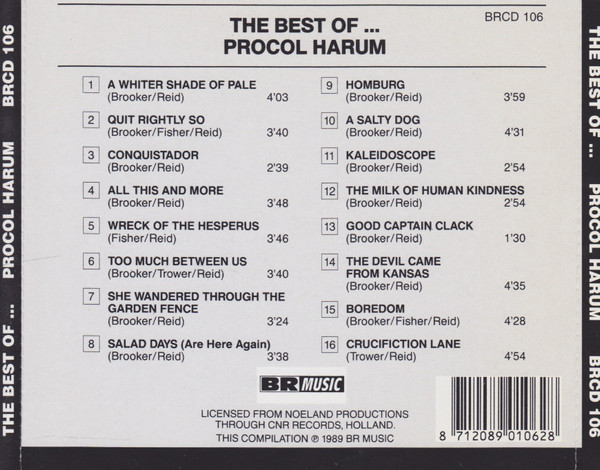 THE BEST OF ...
PROCOL HARUM
BRCD 106
1 A WHITER SHADE OF PALE
(Brooker/Reid) 4'03
2 QUIT RIGHTLY SO
(Brooker/Fisher/Reid) 3'40
3 CONQUISTADOR
(Brooker/Reid) 2'39
4 ALL THIS AND MORE
(Brooker/Reid) 3'48
5 WRECK OF THE HESPERUS
(Fisher/Reid) 3'46
6 TOO MUCH BETWEEN US
(Brooker/Trower/Reid) 3'40
7 SHE WANDERED THROUGH THE
GARDEN FENCE
(Brooker/Reid) 3'24
8 SALAD DAYS (Are Here Again)
(Brooker/Reid) 3'38
9 HOMBURG
(Brooker/Reid) 3'59
10 A SALTY DOG
(Brooker/Reid) 4'31
11 KALEIDOSCOPE
(Brooker/Reid) 2'54
12 THE MILK OF HUMAN KINDNESS
(Brooker/Reid) 2'54
13 GOOD CAPTAIN CLACK
(Brooker/Reid) 1'30
14 THE DEVIL CAME
FROM KANSAS
(Brooker/Reid) 4'35
15 BOREDOM
(Brooker/Fisher/Reid) 4'28
16 CRUCIFICTION LANE
(Trower/Reid) 4'54
BR MUSIC
LICENSED FROM NOELAND PRODUCTIONS
THROUGH CNR RECORDS, HOLLAND.
THIS COMPILATION ℗ 1989 BR MUSIC
8 712089 010628
THE BEST OF ... PROCOL HARUM BRCD 106
THE BEST OF ... PROCOL HARUM BRCD 106